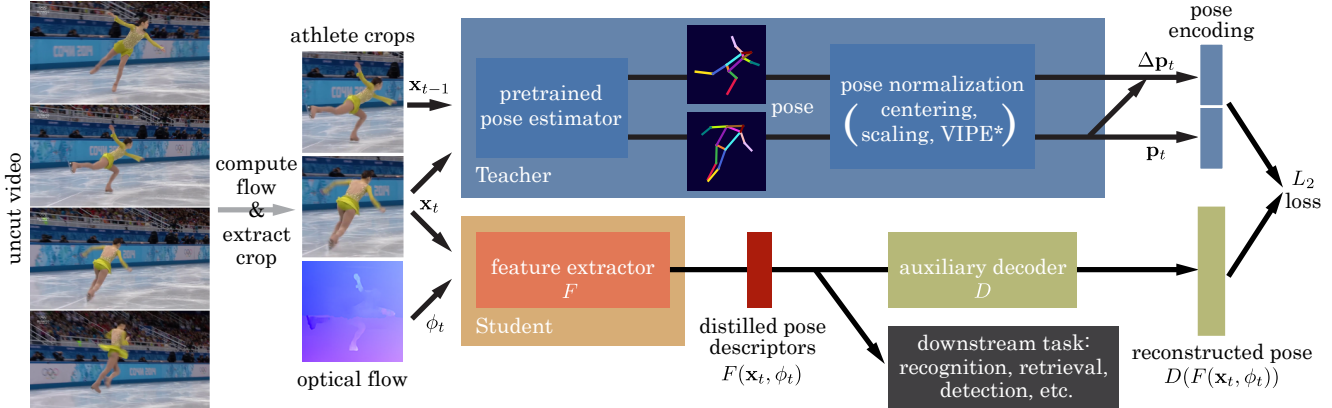 uncut video
compute
flow
&
extract
crop
athlete crops
x_{t−1}
x_t
ϕ_t
optical flow
pretrained
pose estimator
Teacher
pose
pose normalization
(centering,
scaling, VIPE*)
Δp_t
p_t
pose
encoding
L_2
loss
feature extractor
F
Student
distilled pose
descriptors
F(x_t, ϕ_t)
auxiliary decoder
D
downstream task:
recognition, retrieval,
detection, etc.
reconstructed pose
D(F(x_t, ϕ_t))